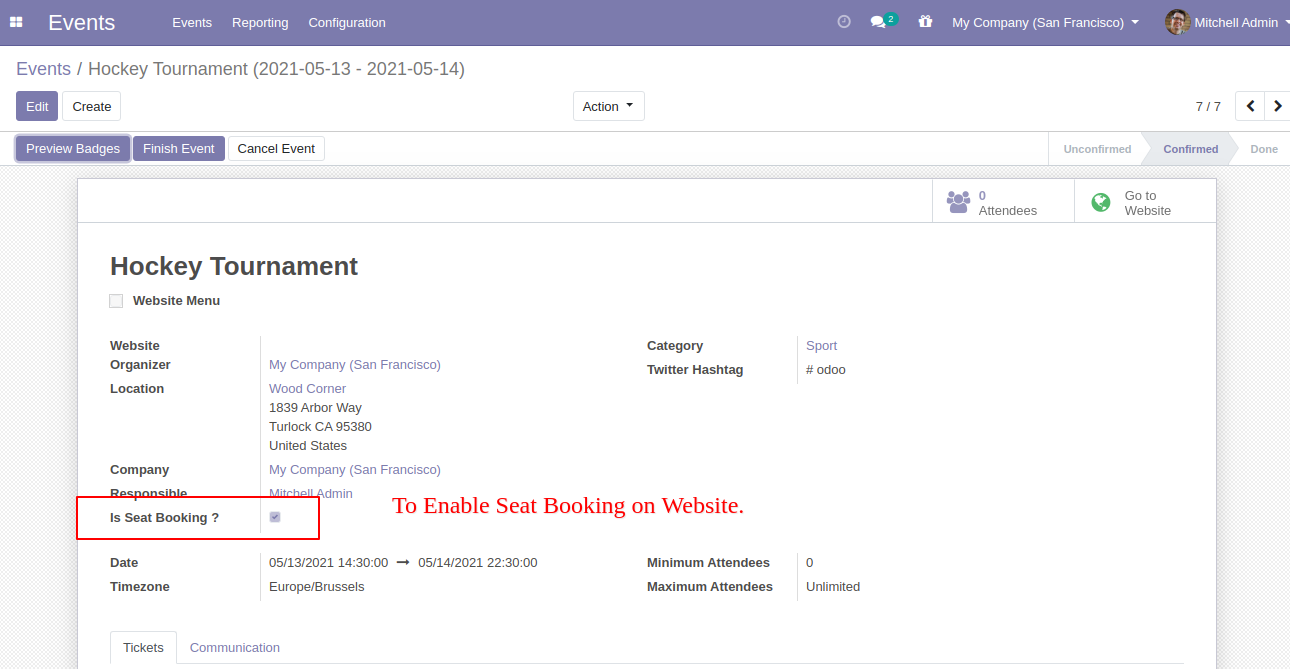 Events Events Reporting Configuration 2 My Company (San Francisco) Mitchell Admin
Events / Hockey Tournament (2021-05-13 - 2021-05-14)
Edit Create Action 7 / 7
Preview Badges Finish Event Cancel Event Unconfirmed Confirmed Done
0
Attendees
Go to
Website
Hockey Tournament
Website Menu
Website
Organizer My Company (San Francisco)
Location Wood Corner
1839 Arbor Way
Turlock CA 95380
United States
Company My Company (San Francisco)
Responsible Mitchell Admin
Is Seat Booking ?
Category Sport
Twitter Hashtag # odoo
To Enable Seat Booking on Website.
Date 05/13/2021 14:30:00 → 05/14/2021 22:30:00
Timezone Europe/Brussels
Minimum Attendees 0
Maximum Attendees Unlimited
Tickets Communication